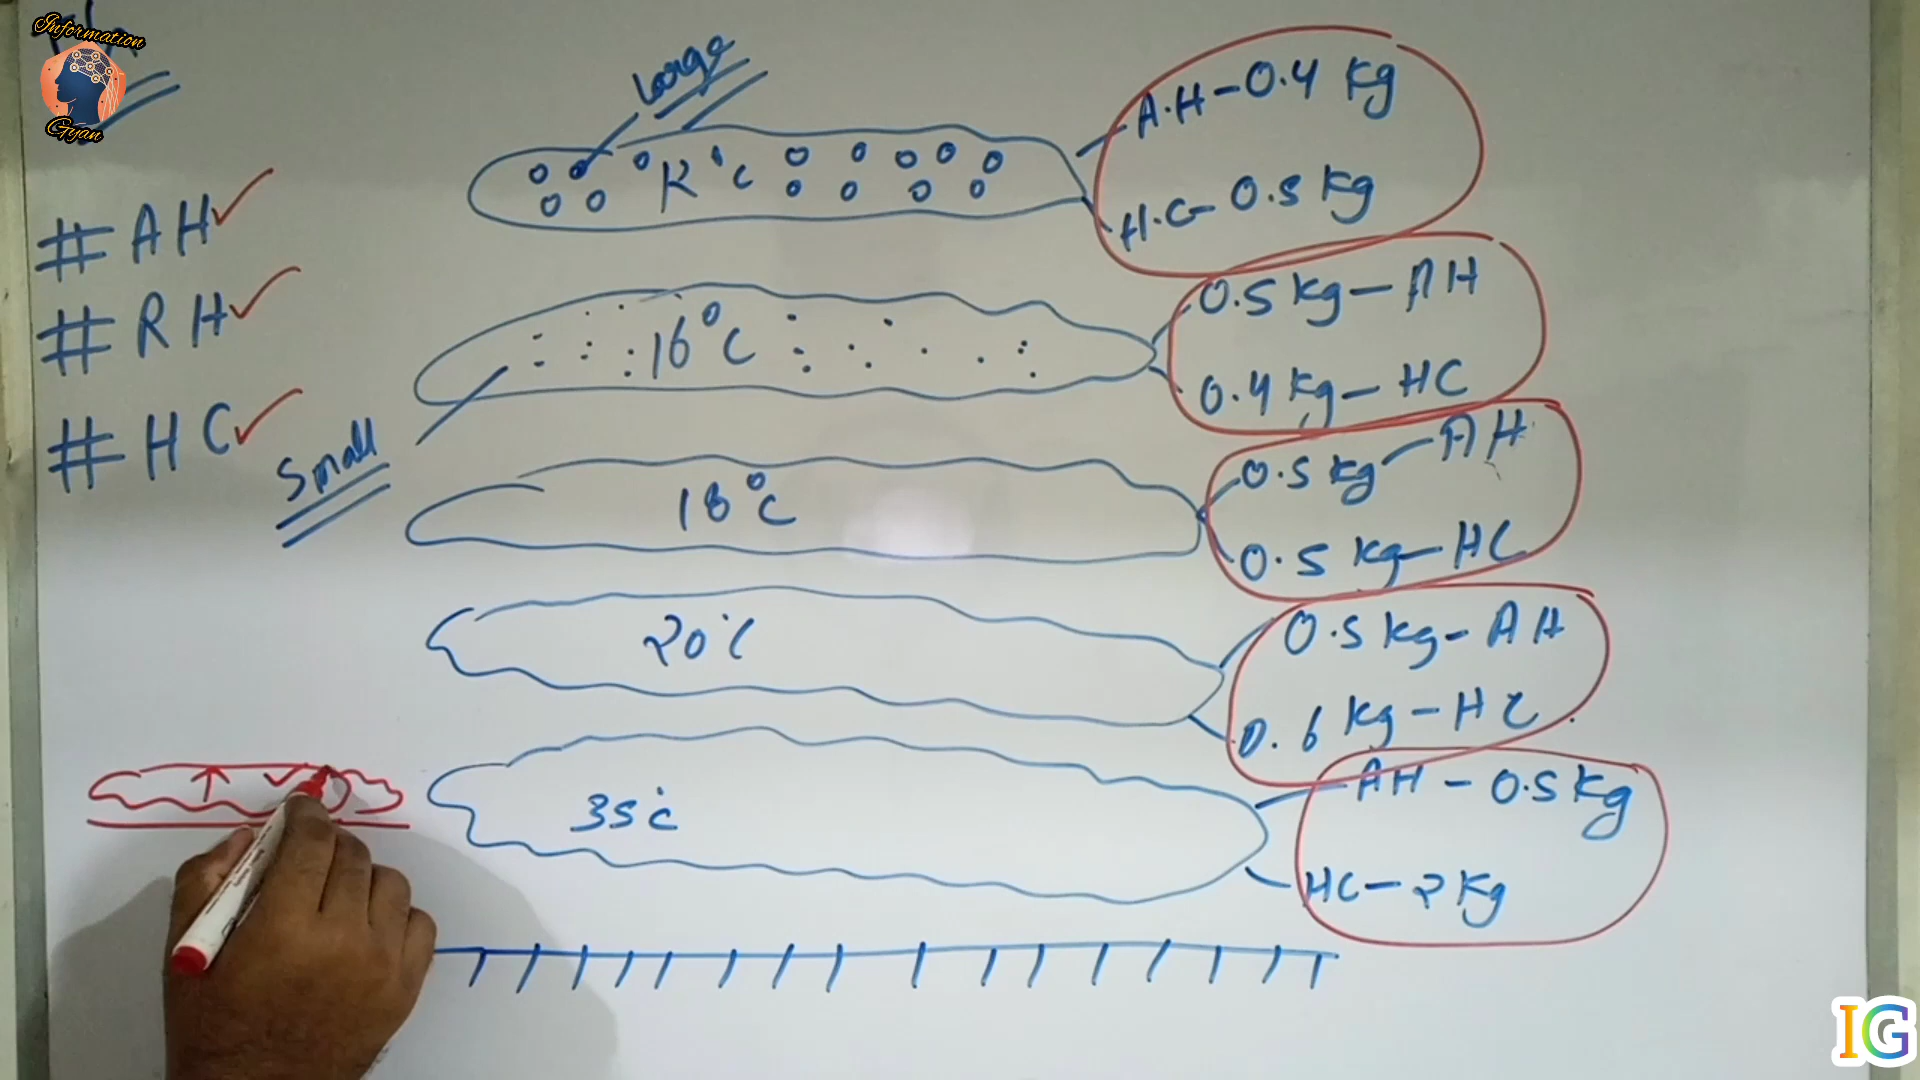 Information
Gyan
# AH
# RH
# HC
Large
12°C
A.H-0.4 Kg
H.C-0.5 Kg
Small
16°C
0.5 Kg-AH
0.4 Kg-HC
18°C
0.5 Kg-AH
0.5 Kg-HC
20°C
0.5 Kg-AH
0.6 Kg-HC
35°C
AH-0.5 Kg
HC-2 Kg
IG